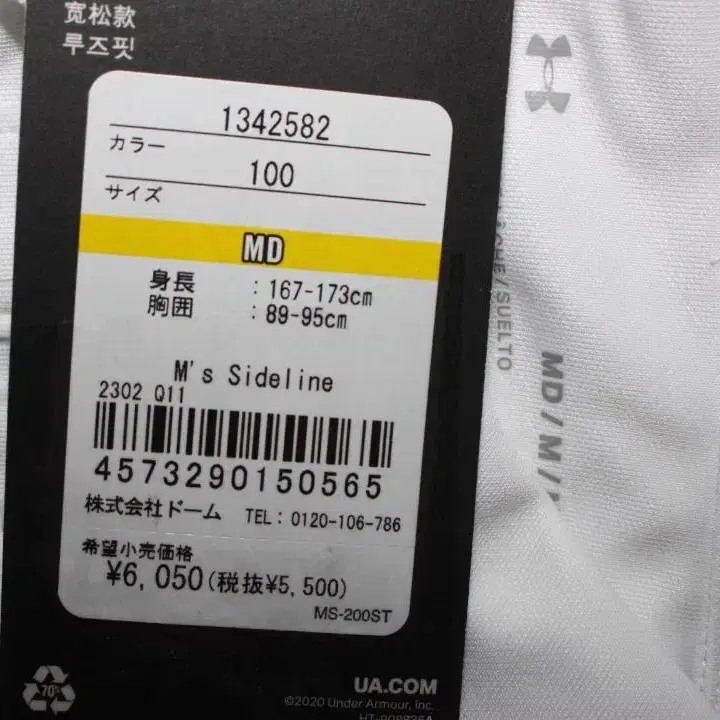 宽松款
루즈핏
1342582
カラー
100
サイズ
MD
身長 : 167-173cm
胸囲 : 89-95cm
M's Sideline
2302 Q11
4573290150565
株式会社ドーム TEL: 0120-106-786
希望小売価格
¥6,050(税抜¥5,500)
MS-200ST
70%
UA.COM
©2020 Under Armour, Inc.
/SUELTO
MD/M/